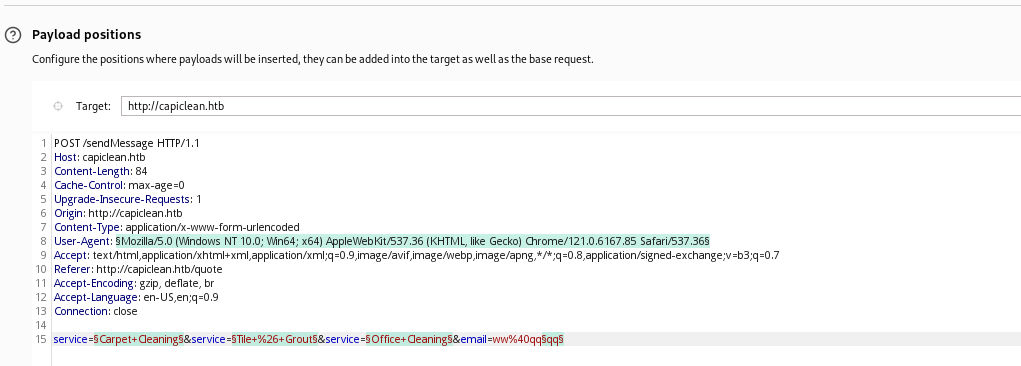 Payload positions
Configure the positions where payloads will be inserted, they can be added into the target as well as the base request.
Target: http://capiclean.htb
1 POST /sendMessage HTTP/1.1
2 Host: capiclean.htb
3 Content-Length: 84
4 Cache-Control: max-age=0
5 Upgrade-Insecure-Requests: 1
6 Origin: http://capiclean.htb
7 Content-Type: application/x-www-form-urlencoded
8 User-Agent: §Mozilla/5.0 (Windows NT 10.0; Win64; x64) AppleWebKit/537.36 (KHTML, like Gecko) Chrome/121.0.6167.85 Safari/537.36§
9 Accept: text/html,application/xhtml+xml,application/xml;q=0.9,image/avif,image/webp,image/apng,*/*;q=0.8,application/signed-exchange;v=b3;q=0.7
10 Referer: http://capiclean.htb/quote
11 Accept-Encoding: gzip, deflate, br
12 Accept-Language: en-US,en;q=0.9
13 Connection: close
14
15 service=§Carpet+Cleaning§&service=§Tile+%26+Grout§&service=§Office+Cleaning§&email=ww%40qq§qq§